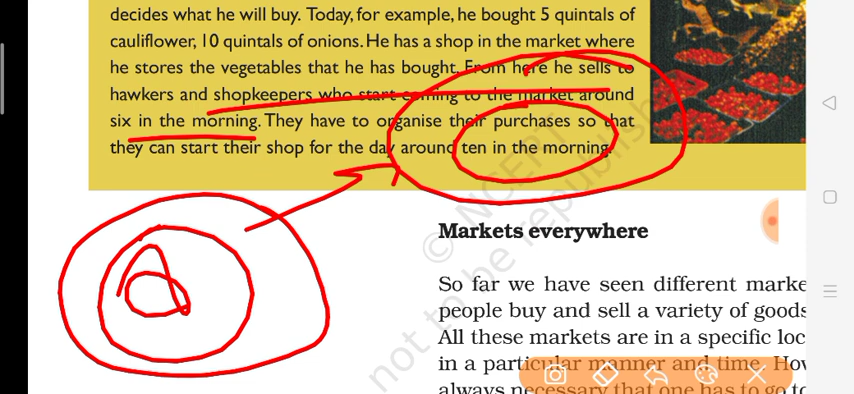 decides what he will buy. Today, for example, he bought 5 quintals of
cauliflower, 10 quintals of onions. He has a shop in the market where
he stores the vegetables that he has bought. From here he sells to
hawkers and shopkeepers who start coming to the market around
six in the morning. They have to organise their purchases so that
they can start their shop for the day around ten in the morning.
© NCERT
not to be republish
Markets everywhere
So far we have seen different marke
people buy and sell a variety of goods
All these markets are in a specific loc
in a particular manner and time. How
always necessary that one has to go to